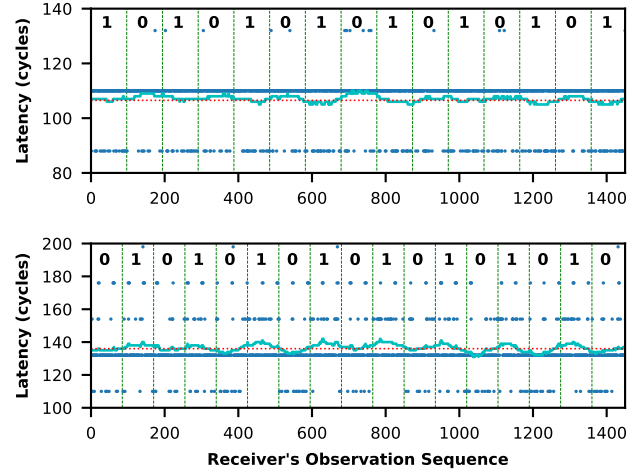 140
120
100
80
Latency (cycles)
1 0 1 0 1 0 1 0 1 0 1 0 1 0 1
0 200 400 600 800 1000 1200 1400
200
180
160
140
120
100
Latency (cycles)
0 1 0 1 0 1 0 1 0 1 0 1 0 1 0 1 0
0 200 400 600 800 1000 1200 1400
Receiver's Observation Sequence